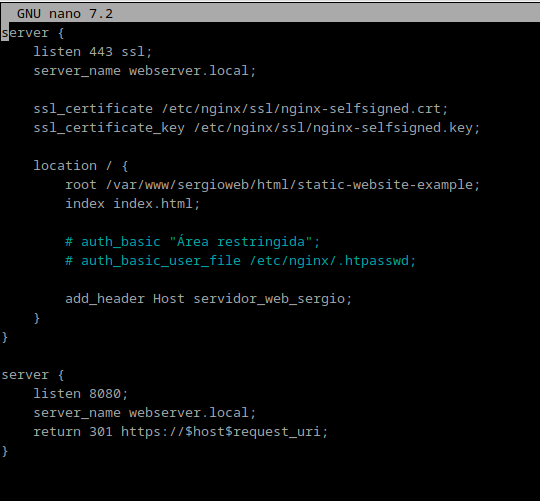 GNU nano 7.2
server {
listen 443 ssl;
server_name webserver.local;
ssl_certificate /etc/nginx/ssl/nginx-selfsigned.crt;
ssl_certificate_key /etc/nginx/ssl/nginx-selfsigned.key;
location / {
root /var/www/sergioweb/html/static-website-example;
index index.html;
# auth_basic "Área restringida";
# auth_basic_user_file /etc/nginx/.htpasswd;
add_header Host servidor_web_sergio;
}
}
server {
listen 8080;
server_name webserver.local;
return 301 https://$host$request_uri;
}